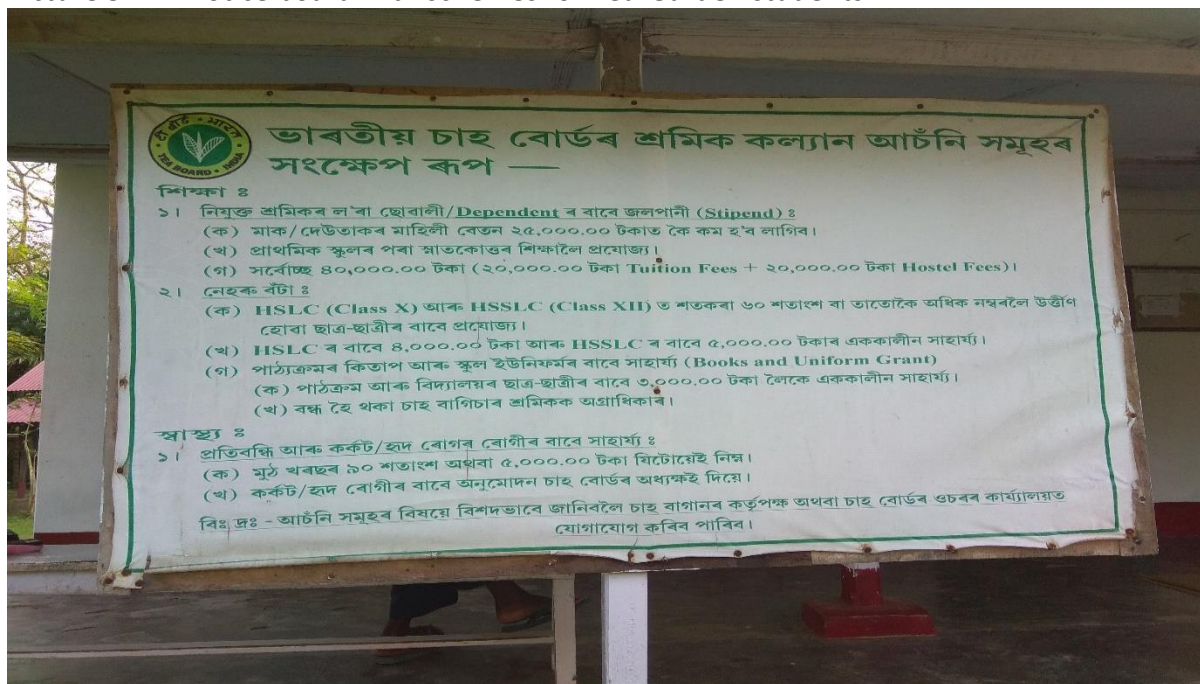 टी बोर्ड • भारत
TEA BOARD • INDIA
ভাৰতীয় চাহ বোৰ্ডৰ শ্ৰমিক কল্যান আচঁনি সমূহৰ
সংক্ষেপ ৰূপ —
শিক্ষা ঃ
১। নিযুক্ত শ্ৰমিকৰ ল'ৰা ছোৱালী/Dependent ৰ বাবে জলপানী (Stipend) ঃ
(ক) মাক/দেউতাকৰ মাহিলী বেতন ২৫,০০০.০০ টকাত কৈ কম হ'ব লাগিব।
(খ) প্ৰাথমিক স্কুলৰ পৰা স্নাতকোত্তৰ শিক্ষালৈ প্ৰযোজ্য।
(গ) সৰ্বোচ্ছ ৪০,০০০.০০ টকা (২০,০০০.০০ টকা Tuition Fees + ২০,০০০.০০ টকা Hostel Fees)।
২। নেহৰু বঁটা ঃ
(ক) HSLC (Class X) আৰু HSSLC (Class XII) ত শতকৰা ৬০ শতাংশ বা তাতোকৈ অধিক নম্বৰলৈ উৰ্ত্তীণ
হোৱা ছাত্ৰ-ছাত্ৰীৰ বাবে প্ৰযোজ্য।
(খ) HSLC ৰ বাবে ৪,০০০.০০ টকা আৰু HSSLC ৰ বাবে ৫,০০০.০০ টকাৰ এককালীন সাহাৰ্য্য।
(গ) পাঠ্যক্ৰমৰ কিতাপ আৰু স্কুল ইউনিফৰ্মৰ বাবে সাহাৰ্য্য (Books and Uniform Grant)
(ক) পাঠক্ৰম আৰু বিদ্যালয়ৰ ছাত্ৰ-ছাত্ৰীৰ বাবে ৩,০০০.০০ টকা লৈকে এককালীন সাহাৰ্য্য।
(খ) বন্ধ হৈ থকা চাহ বাগিচাৰ শ্ৰমিকক অগ্ৰাধিকাৰ।
স্বাস্থ্য ঃ
১। প্ৰতিবন্ধি আৰু কৰ্কট/হৃদ ৰোগৰ ৰোগীৰ বাবে সাহাৰ্য্য ঃ
(ক) মুঠ খৰছৰ ৯০ শতাংশ অথবা ৫,০০০.০০ টকা যিটোৱেই নিম্ন।
(খ) কৰ্কট/হৃদ ৰোগীৰ বাবে অনুমোদন চাহ বোৰ্ডৰ অধ্যক্ষই দিয়ে।
বিঃ দ্ৰঃ - আচঁনি সমূহৰ বিষয়ে বিশদভাবে জানিবলৈ চাহ বাগানৰ কৰ্তৃপক্ষ অথবা চাহ বোৰ্ডৰ ওচৰৰ কাৰ্য্যালয়ত
যোগাযোগ কৰিব পাৰিব।